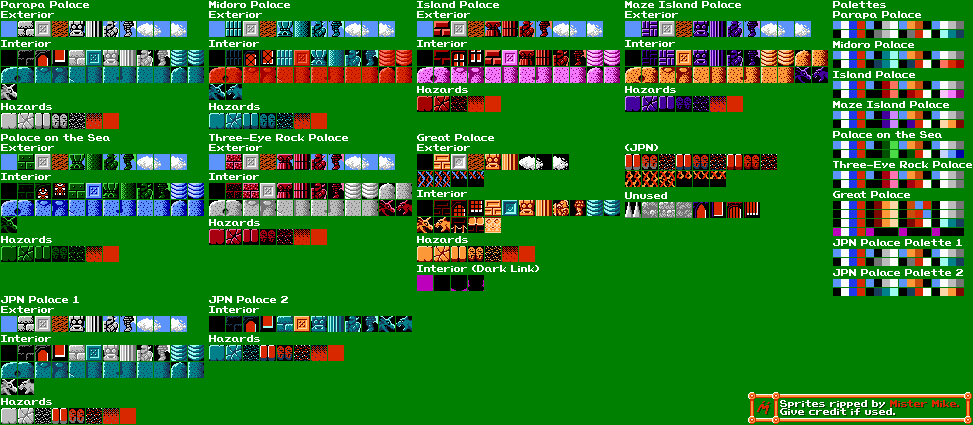 Parapa Palace
Exterior
Interior
Hazards
Midoro Palace
Exterior
Interior
Hazards
Island Palace
Exterior
Interior
Hazards
Maze Island Palace
Exterior
Interior
Hazards
Palettes
Parapa Palace
Midoro Palace
Island Palace
Maze Island Palace
Palace on the Sea
Three-Eye Rock Palace
Great Palace
JPN Palace Palette 1
JPN Palace Palette 2
Palace on the Sea
Exterior
Interior
Hazards
Three-Eye Rock Palace
Exterior
Interior
Hazards
Great Palace
Exterior
Interior
Hazards
Interior (Dark Link)
(JPN)
Unused
JPN Palace 1
Exterior
Interior
Hazards
JPN Palace 2
Interior
Hazards
Sprites ripped by Mister Mike.
Give credit if used.